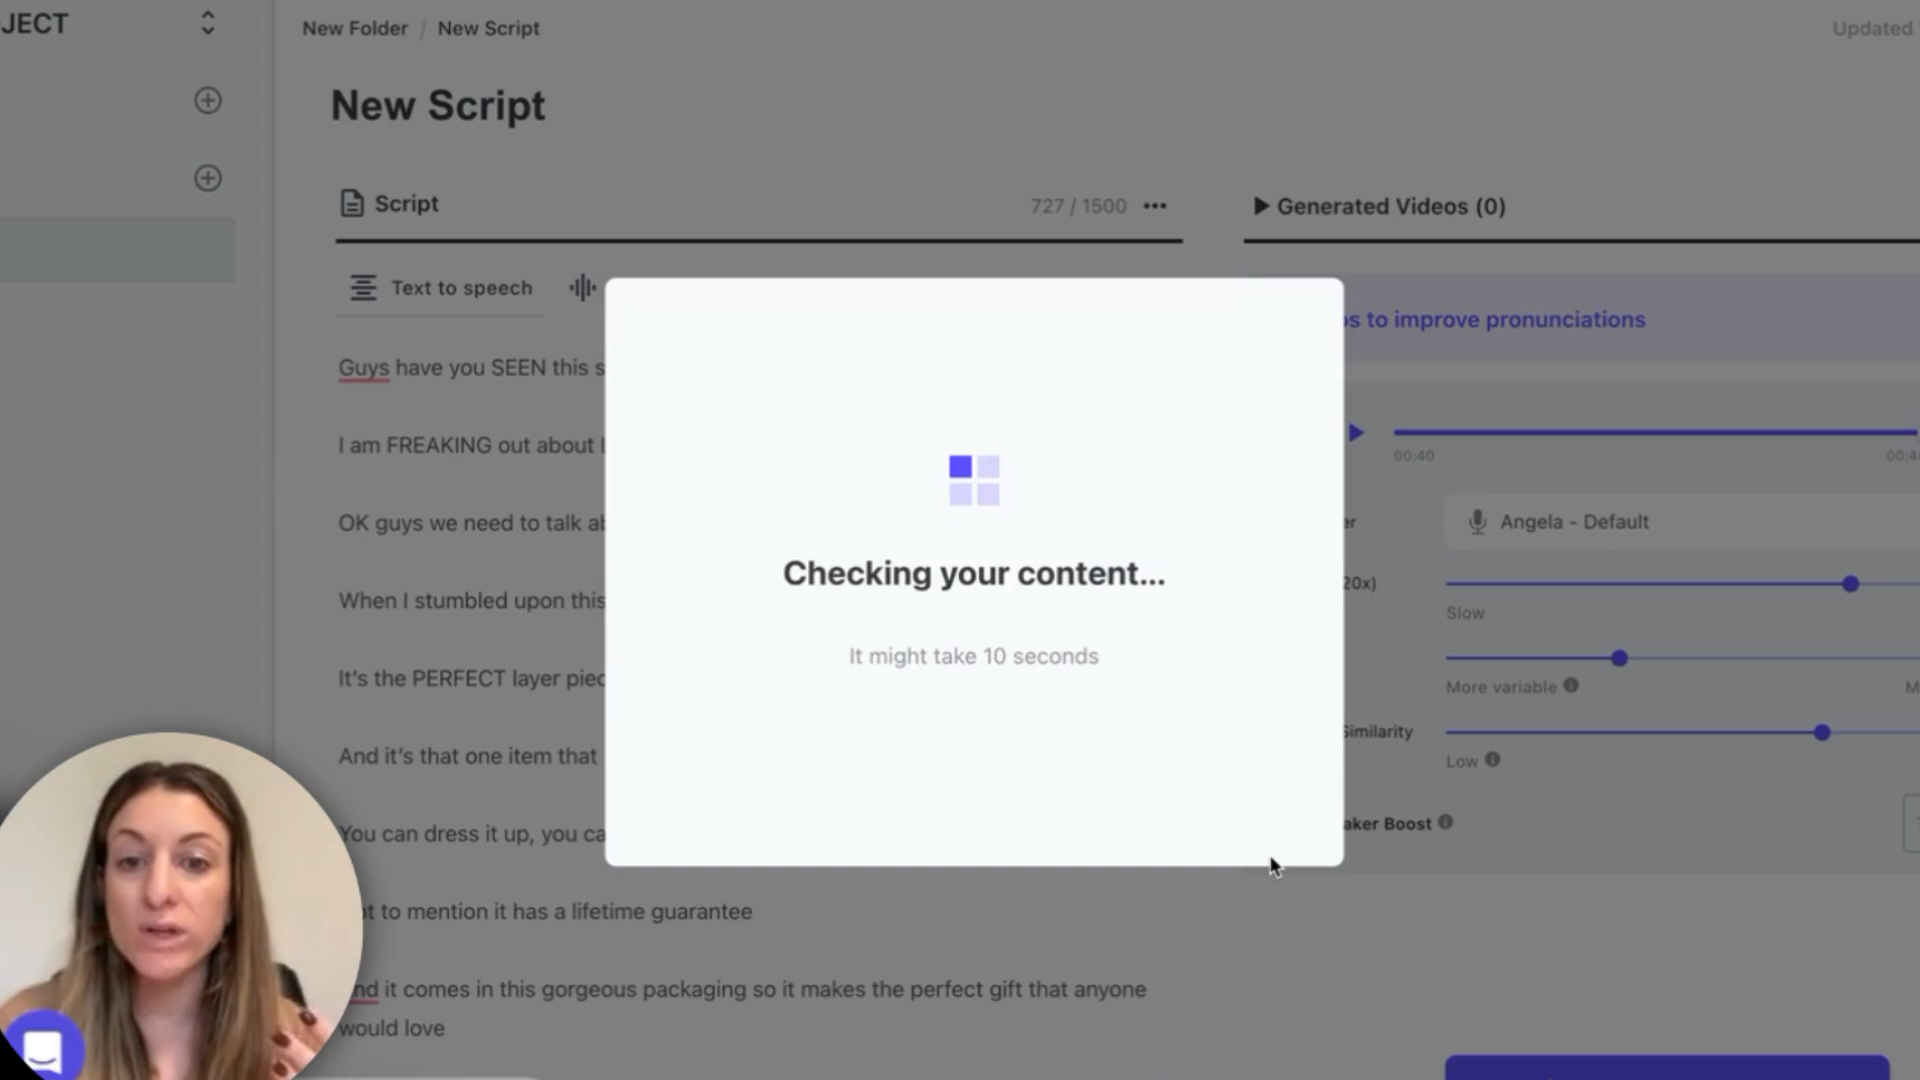 JECT
New Folder / New Script
Updated
New Script
Script
727 / 1500
Generated Videos (0)
Text to speech
to improve pronunciations
Guys have you SEEN this
I am FREAKING out about
00:40
OK guys we need to talk
Angela - Default
Checking your content...
20x)
When I stumbled upon this
Slow
It might take 10 seconds
It's the PERFECT layer
More variable
Similarity
And it's that one item that
Low
You can dress it up, you
Boost
to mention it has a lifetime guarantee
it comes in this gorgeous packaging so it makes the perfect gift that anyone
would love